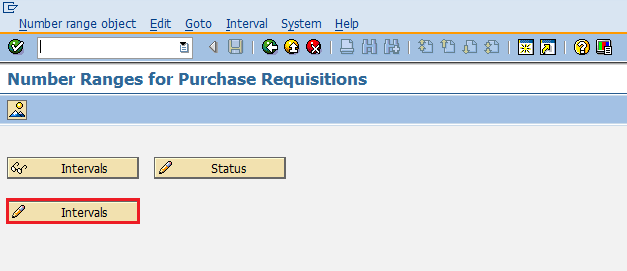 Number range object Edit Goto Interval System Help
Number Ranges for Purchase Requisitions
Intervals Status
Intervals